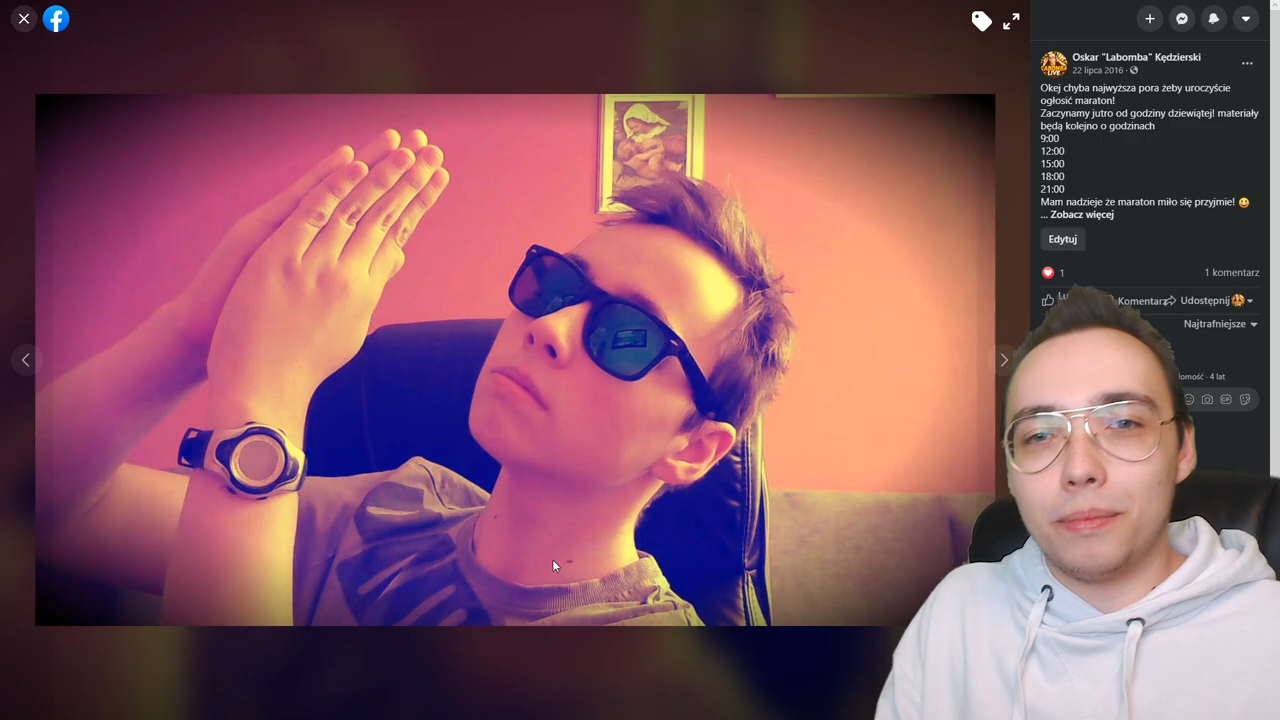 Oskar "Labomba" Kędzierski
22 lipca 2016
Okej chyba najwyższa pora żeby uroczyście
ogłosić maraton!
Zaczynamy jutro od godziny dziewiątej! materiały
będą kolejno o godzinach
9:00
12:00
15:00
18:00
21:00
Mam nadzieje że maraton miło się przyjmie! 😃
... Zobacz więcej
Edytuj
1
1 komentarz
Komentarz
Udostępnij
Najtrafniejsze
4 lat